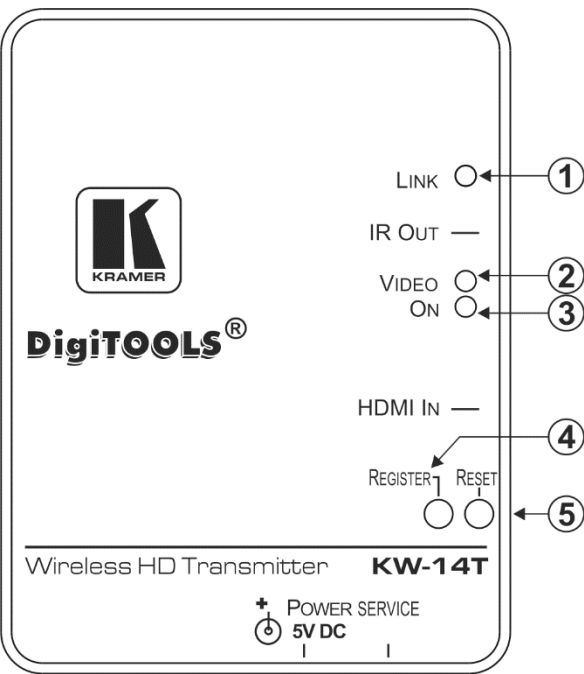 LINK
1
IR OUT
VIDEO
2
ON
3
KRAMER
DigiTOOLS®
HDMI IN
4
REGISTER RESET
5
Wireless HD Transmitter KW-14T
+ POWER SERVICE
5V DC